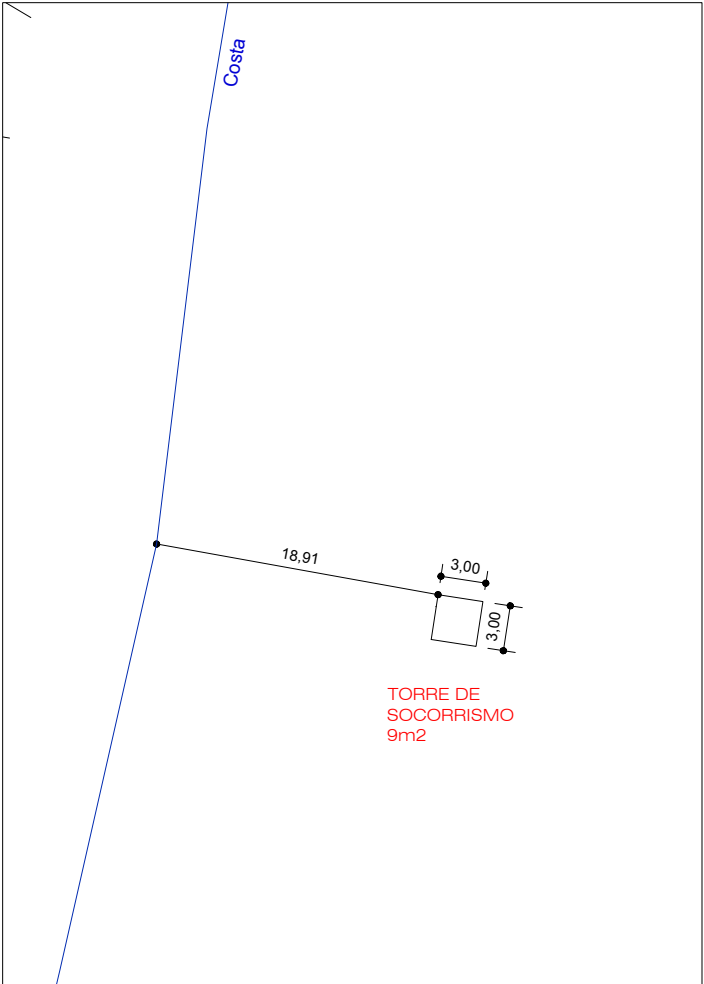 Costa
18,91
3,00
3,00
TORRE DE
SOCORRISMO
9m2